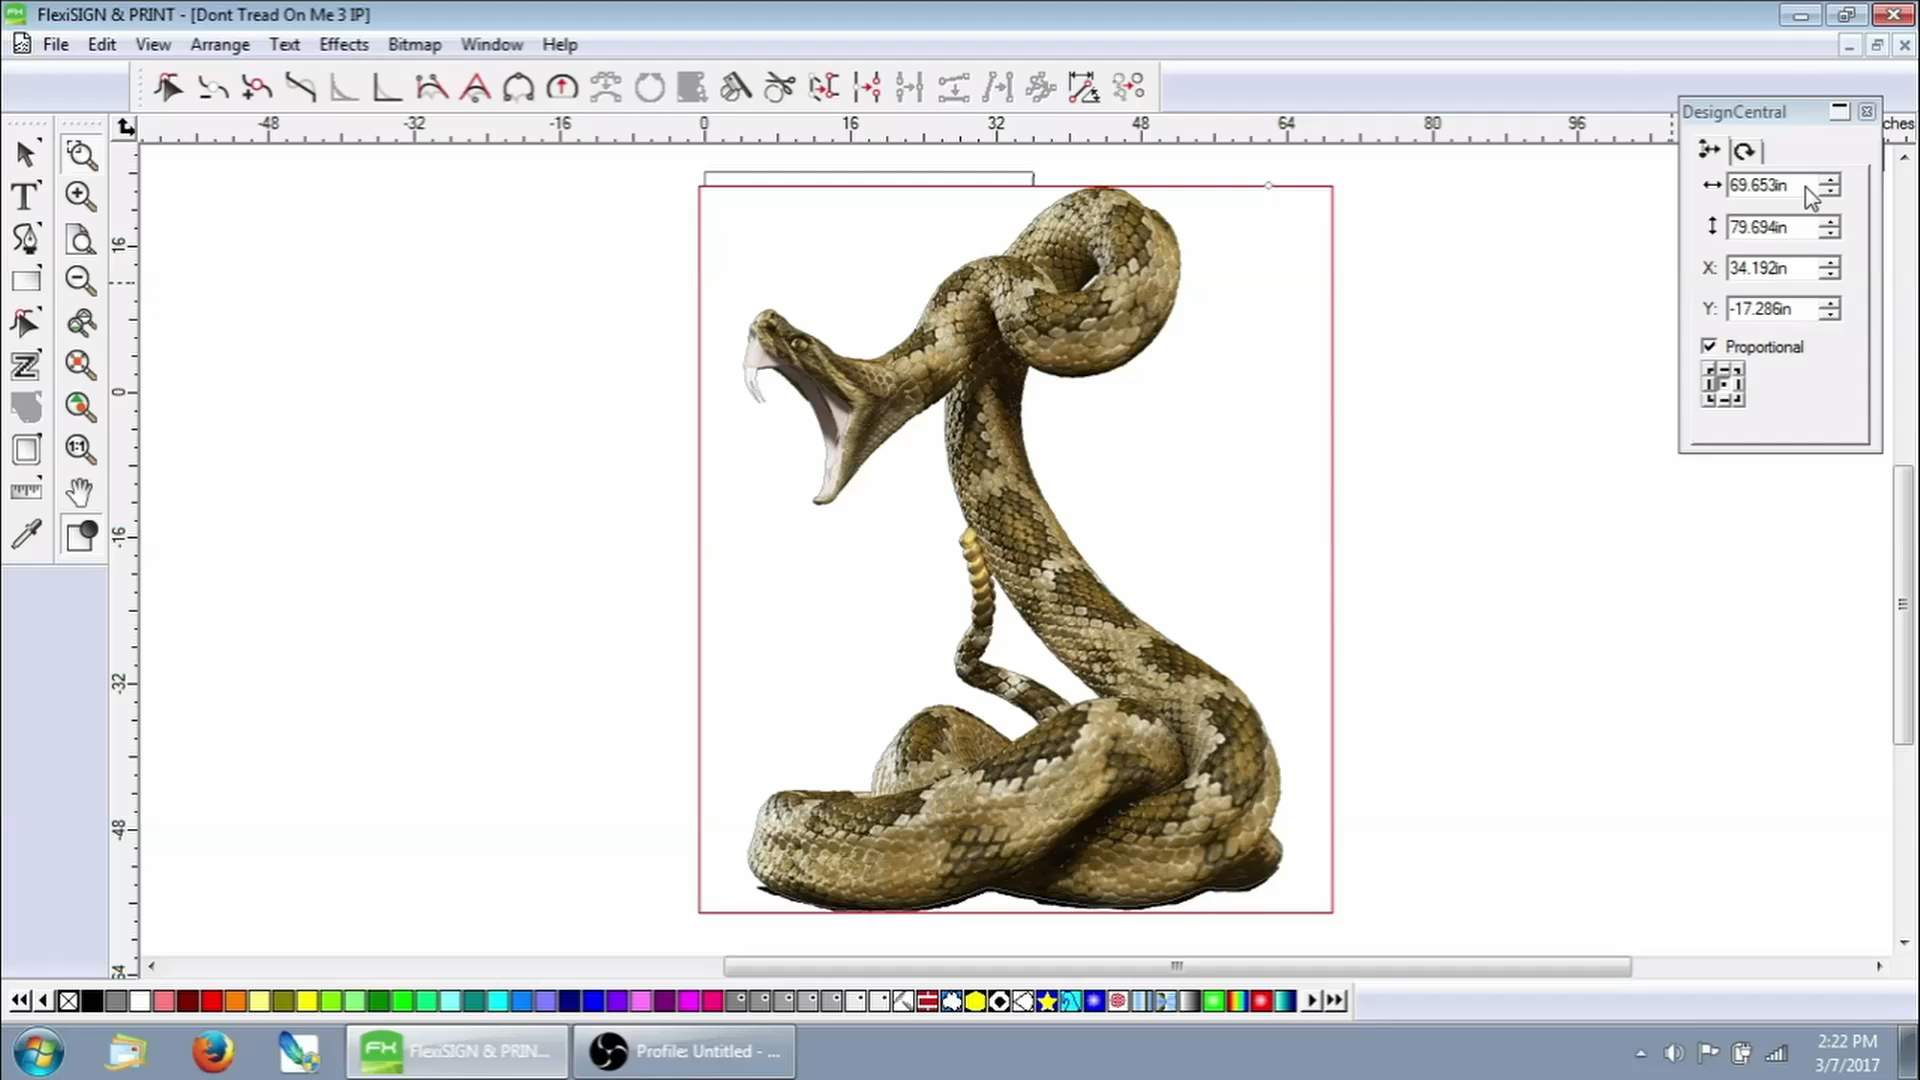 FlexiSIGN & PRINT - [Dont Tread On Me 3 IP]
File Edit View Arrange Text Effects Bitmap Window Help
-48 -32 -16 0 16 32 48 64 80 96 ches
DesignCentral
69.653in
79.694in
X: 34.192in
Y: -17.286in
Proportional
16
0
-16
-32
-48
1:1
FlexiSIGN & PRIN...
Profile: Untitled - ...
2:22 PM
3/7/2017